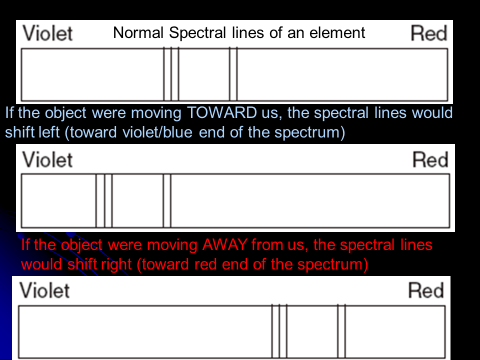 Violet Normal Spectral lines of an element Red
If the object were moving TOWARD us, the spectral lines would
shift left (toward violet/blue end of the spectrum)
Violet Red
If the object were moving AWAY from us, the spectral lines
would shift right (toward red end of the spectrum)
Violet Red